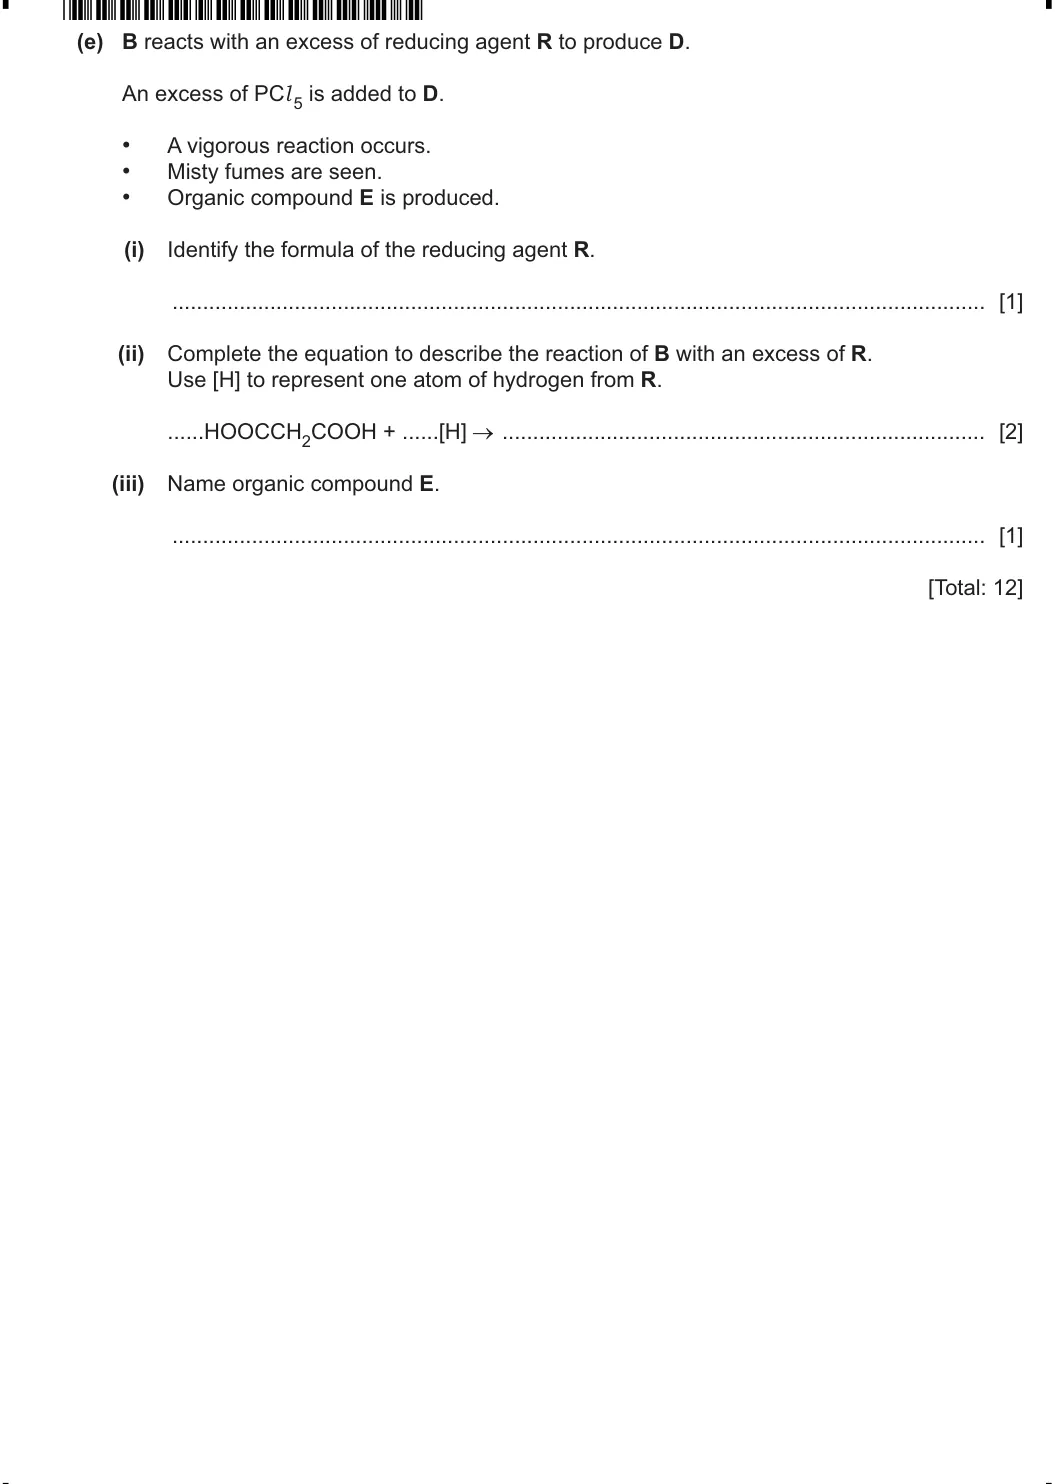 (e) B reacts with an excess of reducing agent R to produce D.
An excess of PCl5 is added to D.
• A vigorous reaction occurs.
• Misty fumes are seen.
• Organic compound E is produced.
(i) Identify the formula of the reducing agent R.
...................................................................................................................................... [1]
(ii) Complete the equation to describe the reaction of B with an excess of R.
Use [H] to represent one atom of hydrogen from R.
......HOOCCH2COOH + ......[H] → ............................................................................... [2]
(iii) Name organic compound E.
...................................................................................................................................... [1]
[Total: 12]